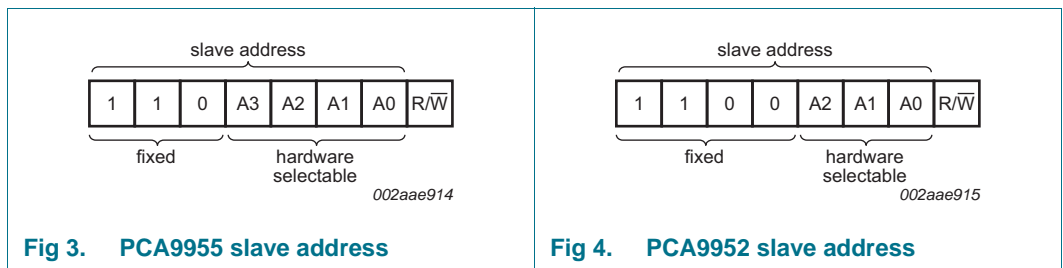 slave address
1 1 0 A3 A2 A1 A0 R/W̅
fixed
hardware
selectable
002aae914
Fig 3. PCA9955 slave address
slave address
1 1 0 0 A2 A1 A0 R/W̅
fixed
hardware
selectable
002aae915
Fig 4. PCA9952 slave address